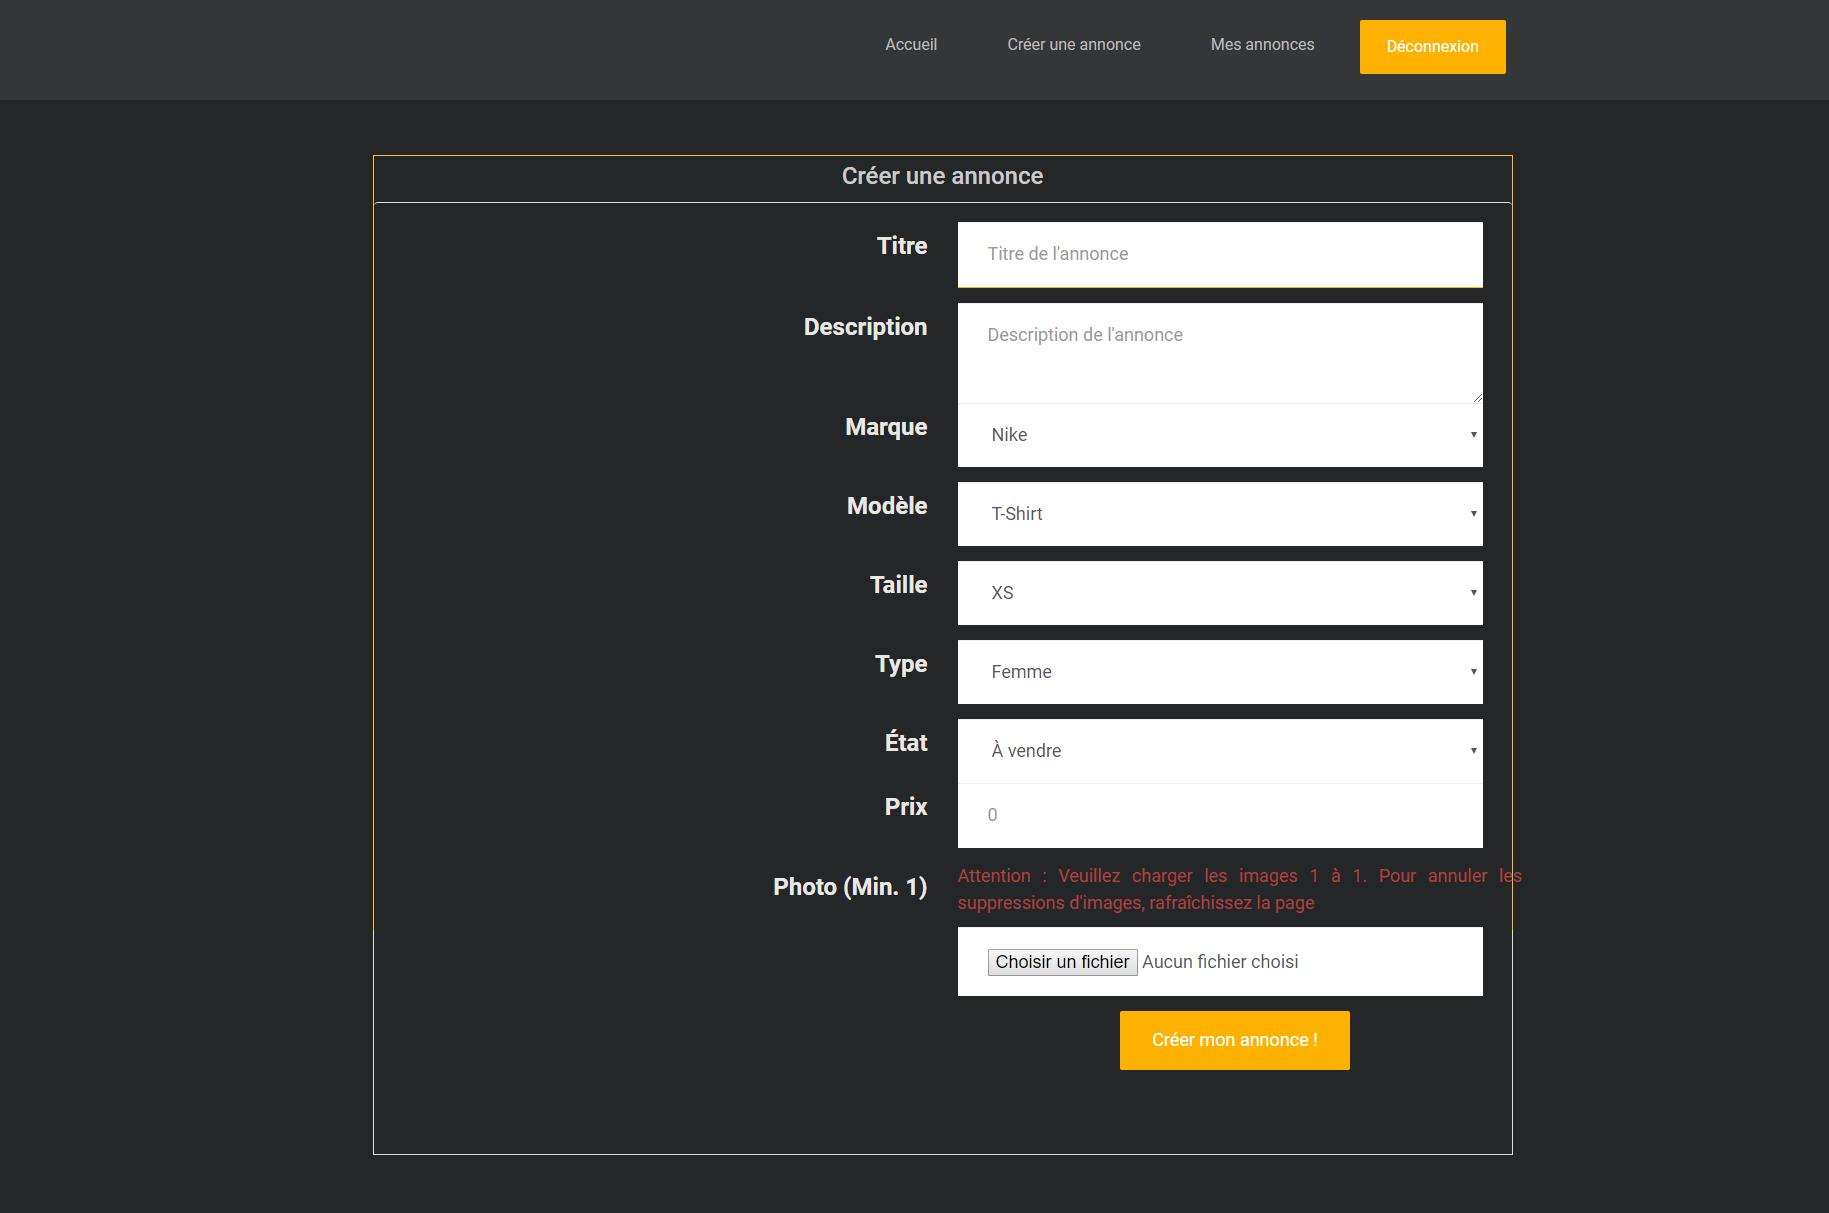 Accueil Créer une annonce Mes annonces Déconnexion
Créer une annonce
Titre Titre de l'annonce
Description Description de l'annonce
Marque Nike
Modèle T-Shirt
Taille XS
Type Femme
État À vendre
Prix 0
Photo (Min. 1) Attention : Veuillez charger les images 1 à 1. Pour annuler les
suppressions d'images, rafraîchissez la page
Choisir un fichier Aucun fichier choisi
Créer mon annonce !